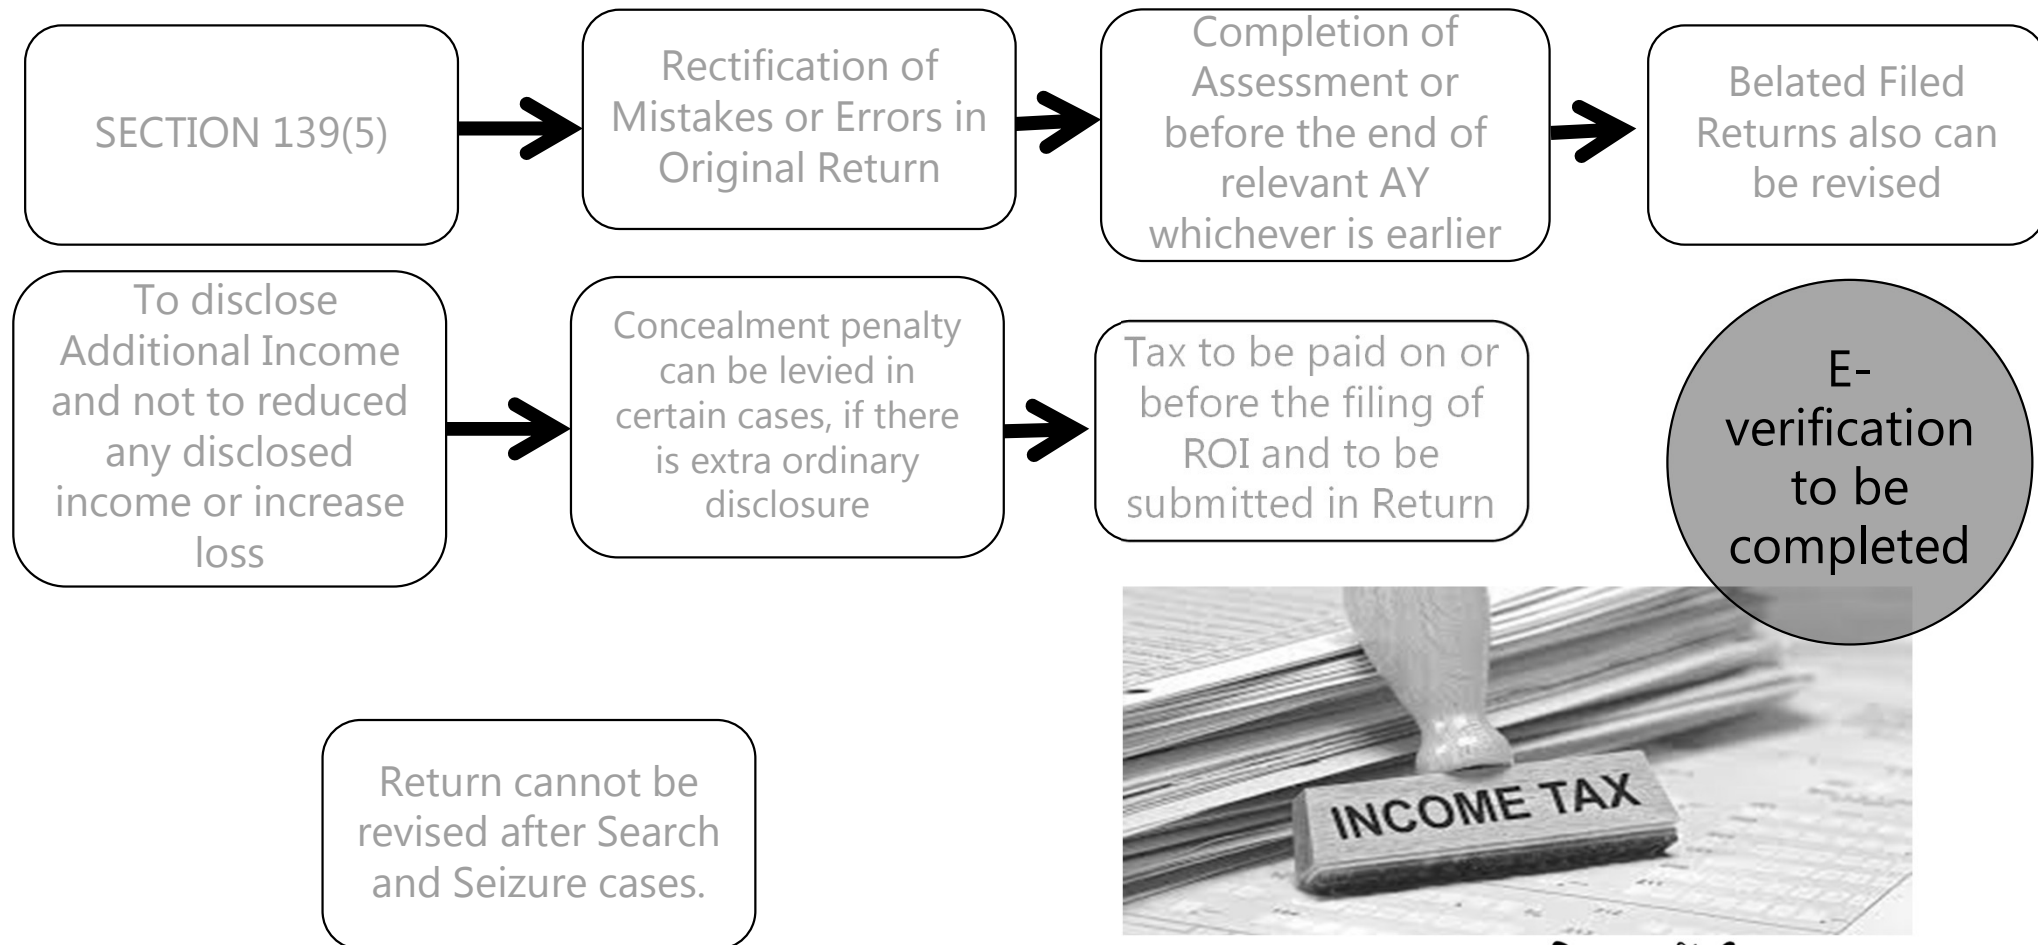 SECTION 139(5)
Rectification of
Mistakes or Errors in
Original Return
Completion of
Assessment or
before the end of
relevant AY
whichever is earlier
Belated Filed
Returns also can
be revised
To disclose
Additional Income
and not to reduced
any disclosed
income or increase
loss
Concealment penalty
can be levied in
certain cases, if there
is extra ordinary
disclosure
Tax to be paid on or
before the filing of
ROI and to be
submitted in Return
E-
verification
to be
completed
Return cannot be
revised after Search
and Seizure cases.
INCOME TAX